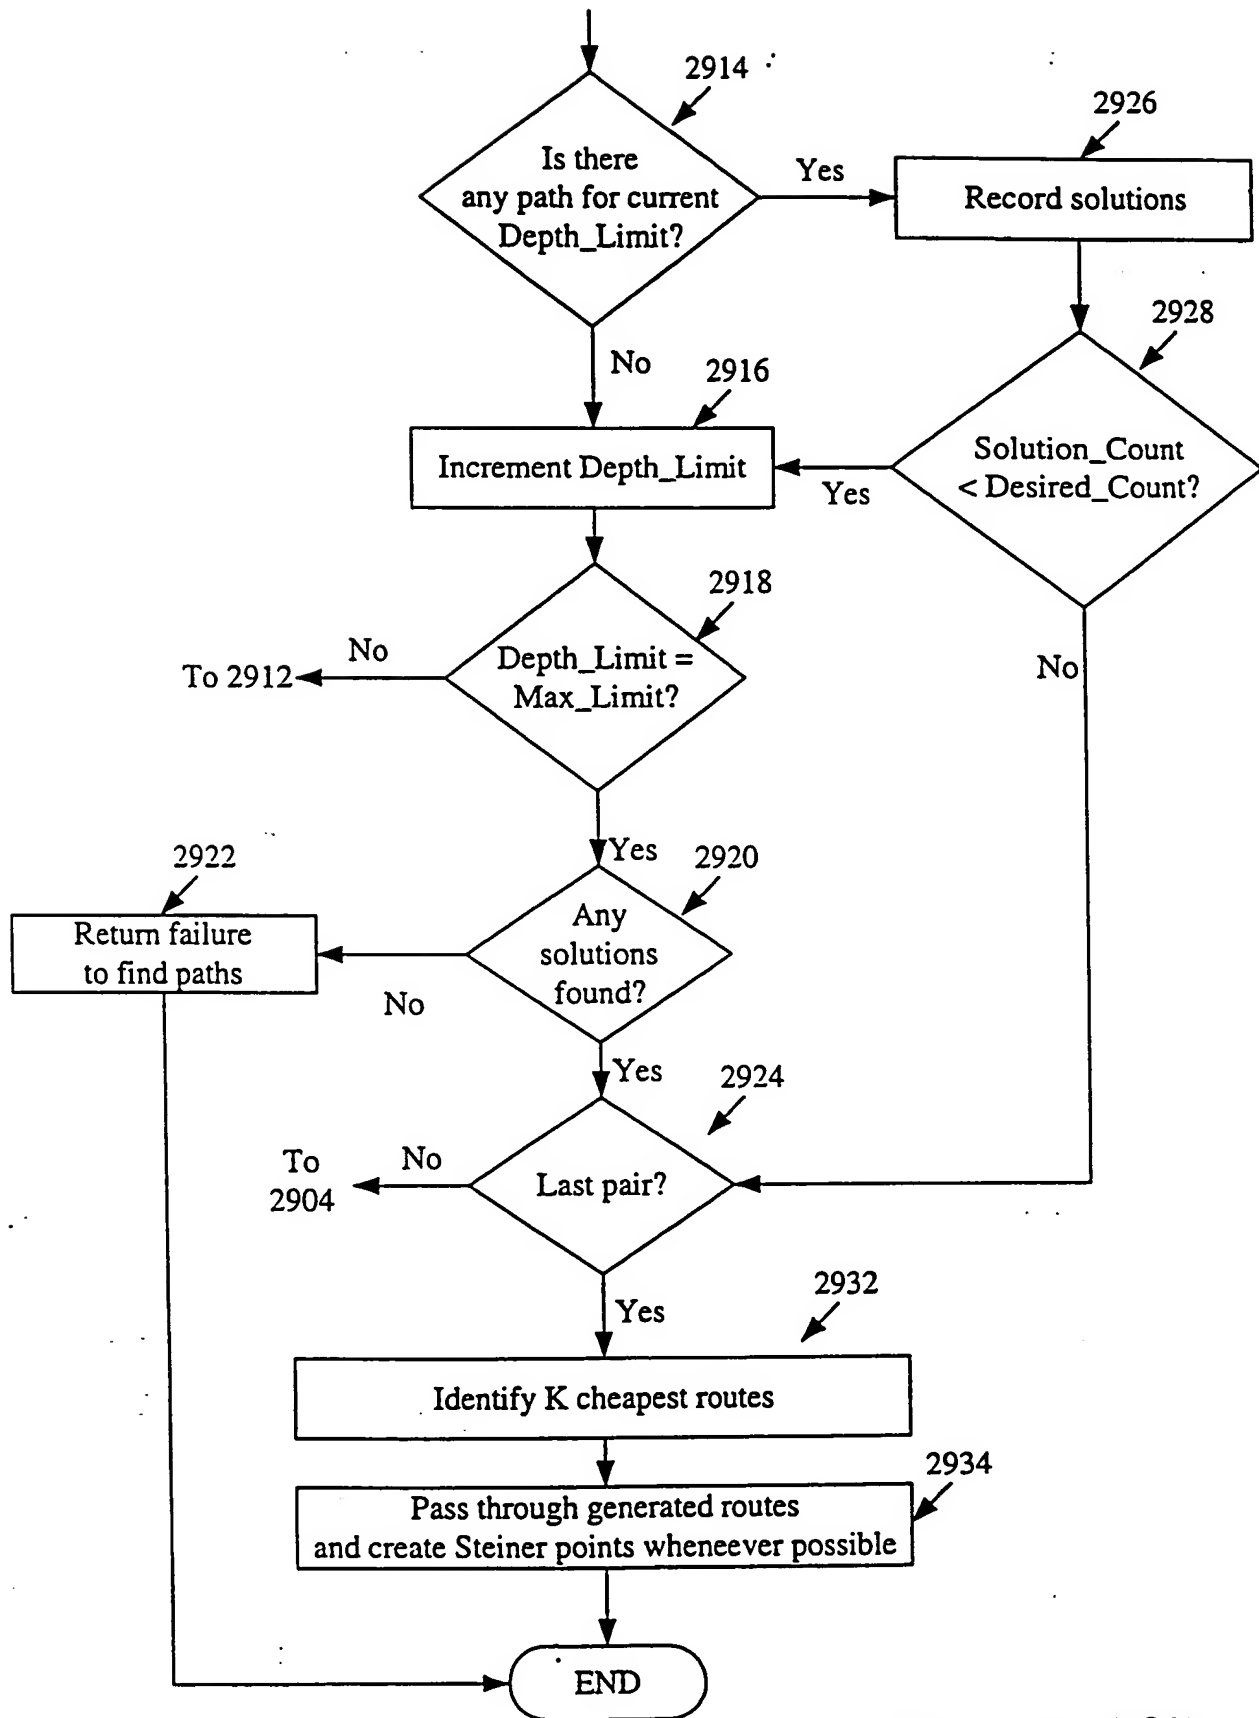 2914
Is there
any path for current
Depth_Limit?
Yes
2926
Record solutions
No
2916
Increment Depth_Limit
2928
Solution_Count
< Desired_Count?
Yes
No
2918
Depth_Limit =
Max_Limit?
No
To 2912
Yes
2920
Any
solutions
found?
No
2922
Return failure
to find paths
Yes
2924
Last pair?
No
To
2904
Yes
2932
Identify K cheapest routes
2934
Pass through generated routes
and create Steiner points wheneever possible
END